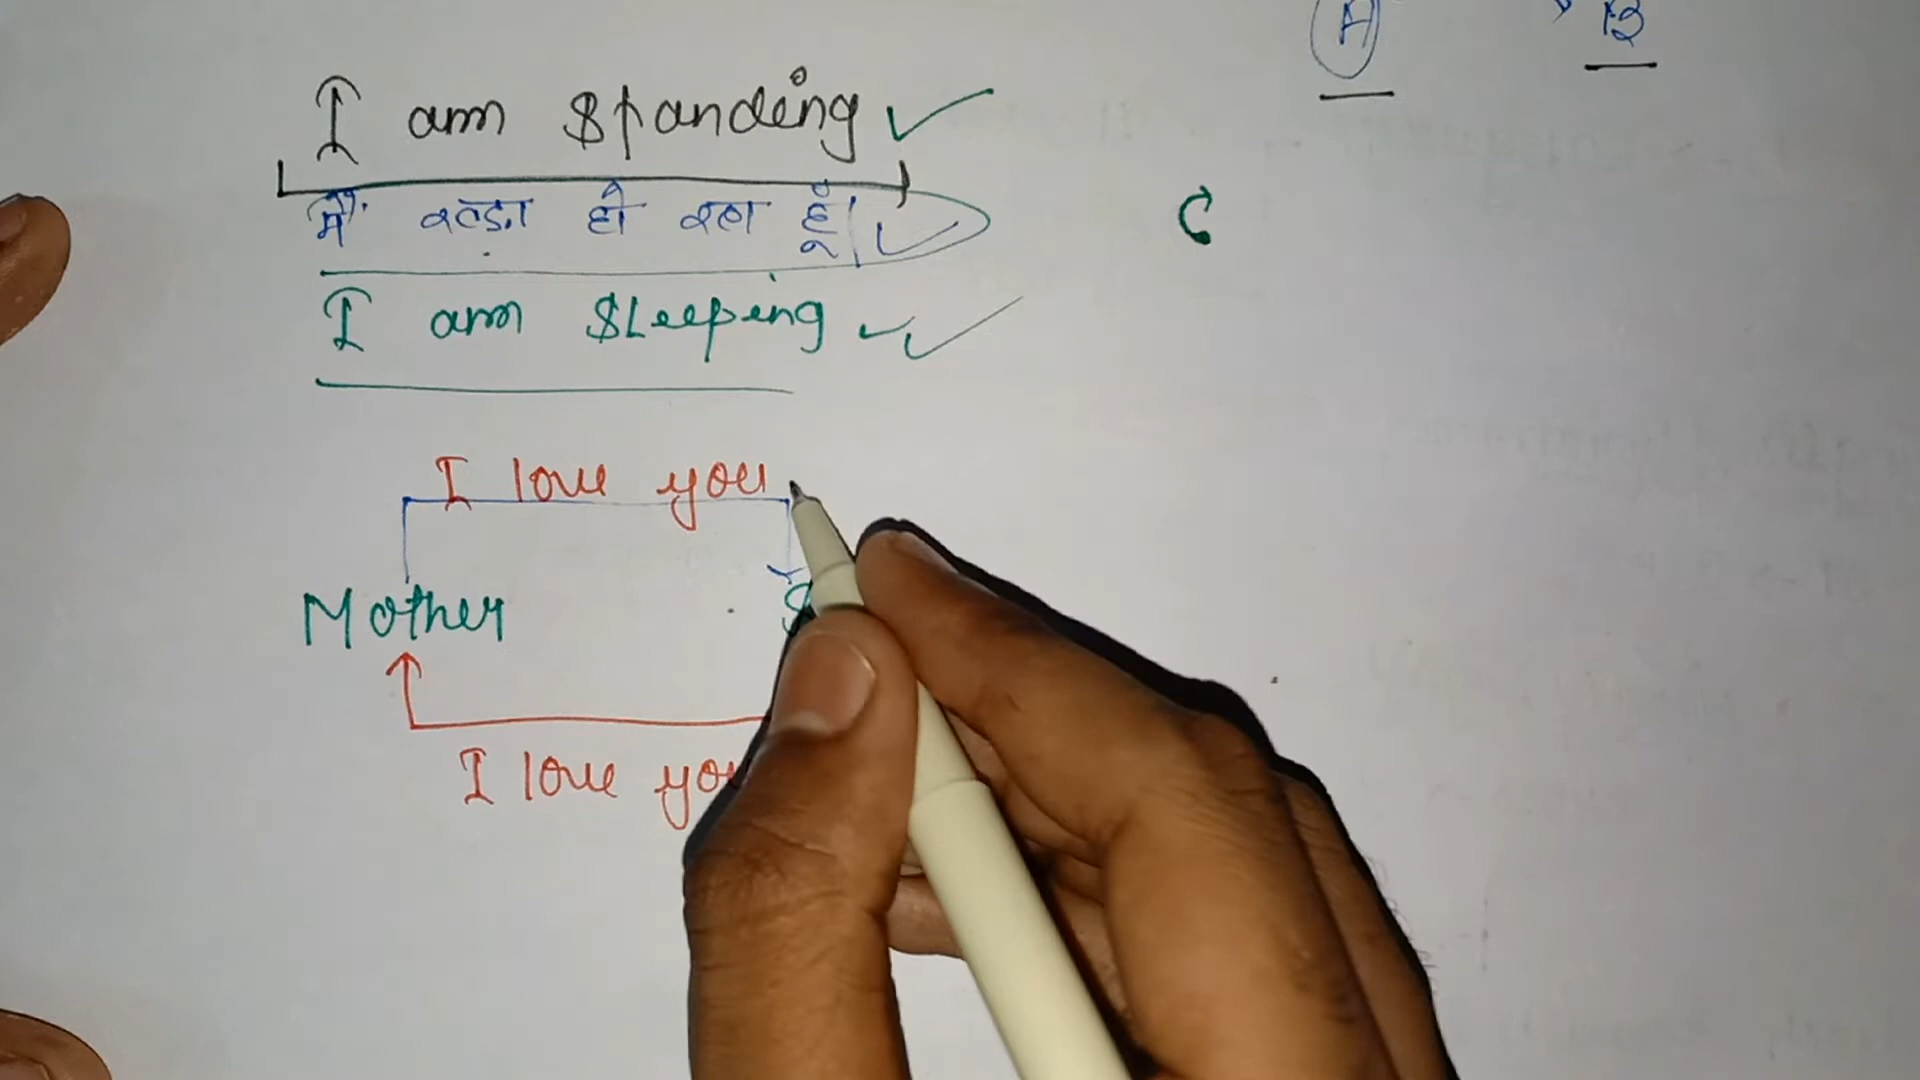 A B
I am Standing
मैं खड़ा हो रहा हूँ।
C
I am Sleeping
I love you
Mother S
I love you